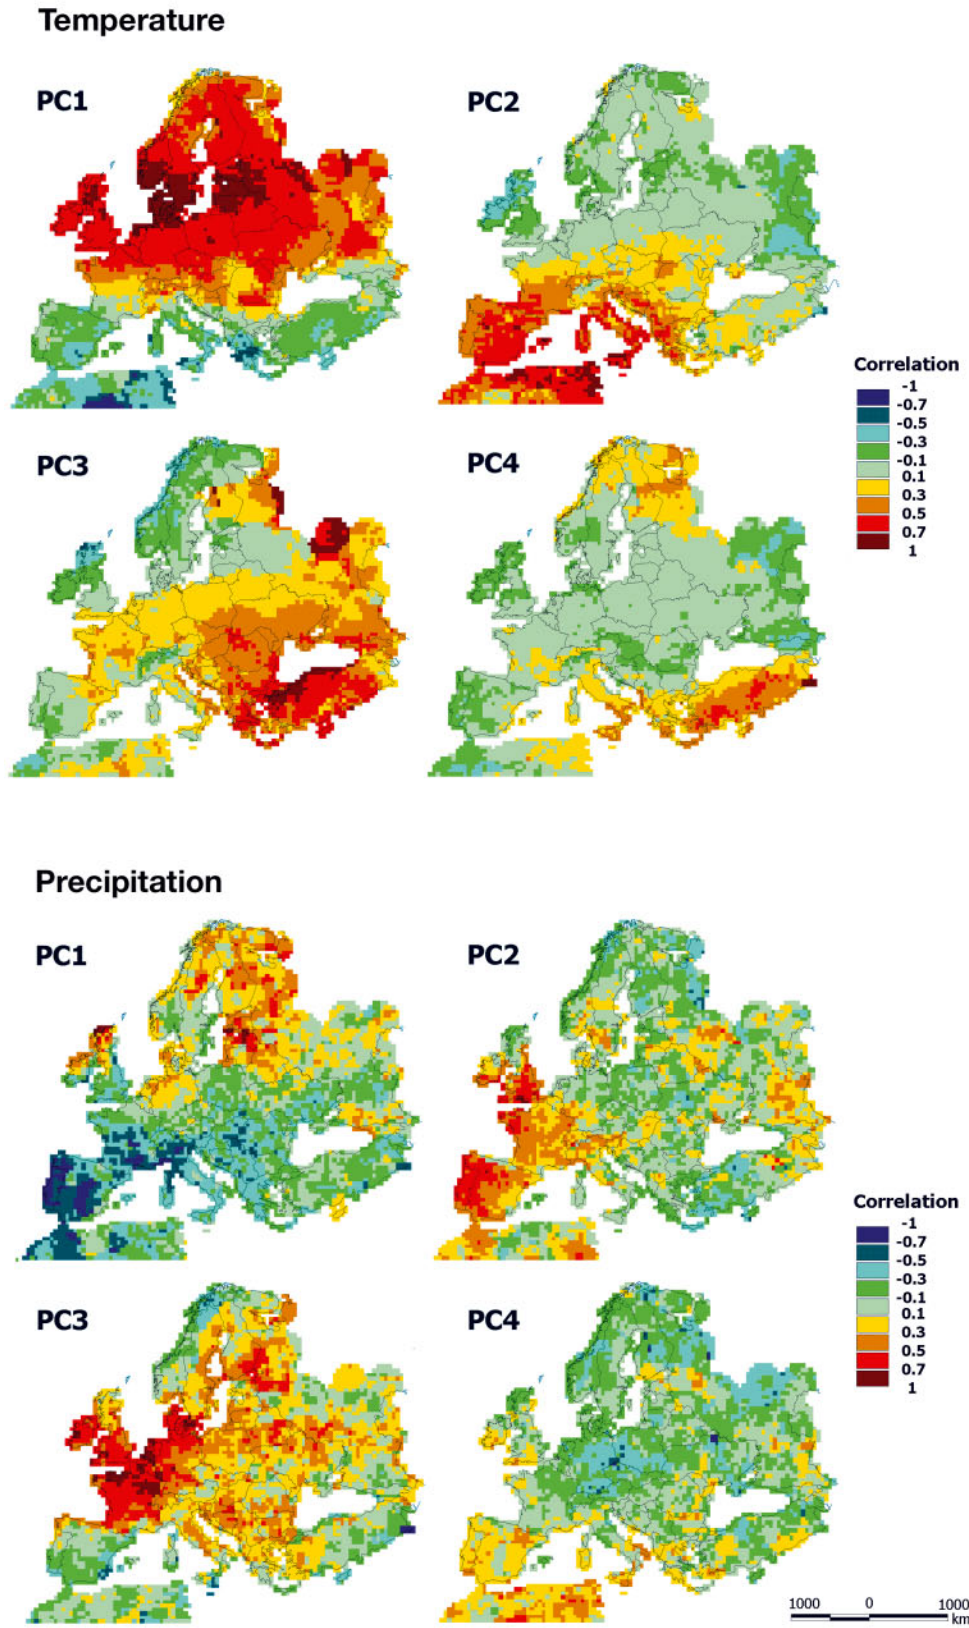 Temperature
PC1
PC2
Correlation
-1
-0.7
-0.5
-0.3
-0.1
0.1
0.3
0.5
0.7
1
PC3
PC4
Precipitation
PC1
PC2
Correlation
-1
-0.7
-0.5
-0.3
-0.1
0.1
0.3
0.5
0.7
1
PC3
PC4
1000 0 1000
km